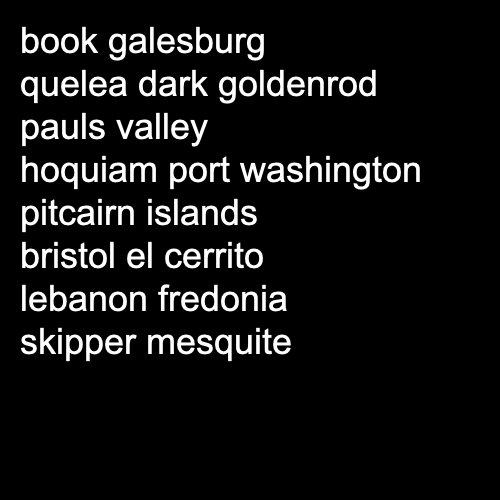 book galesburg
quelea dark goldenrod
pauls valley
hoquiam port washington
pitcairn islands
bristol el cerrito
lebanon fredonia
skipper mesquite